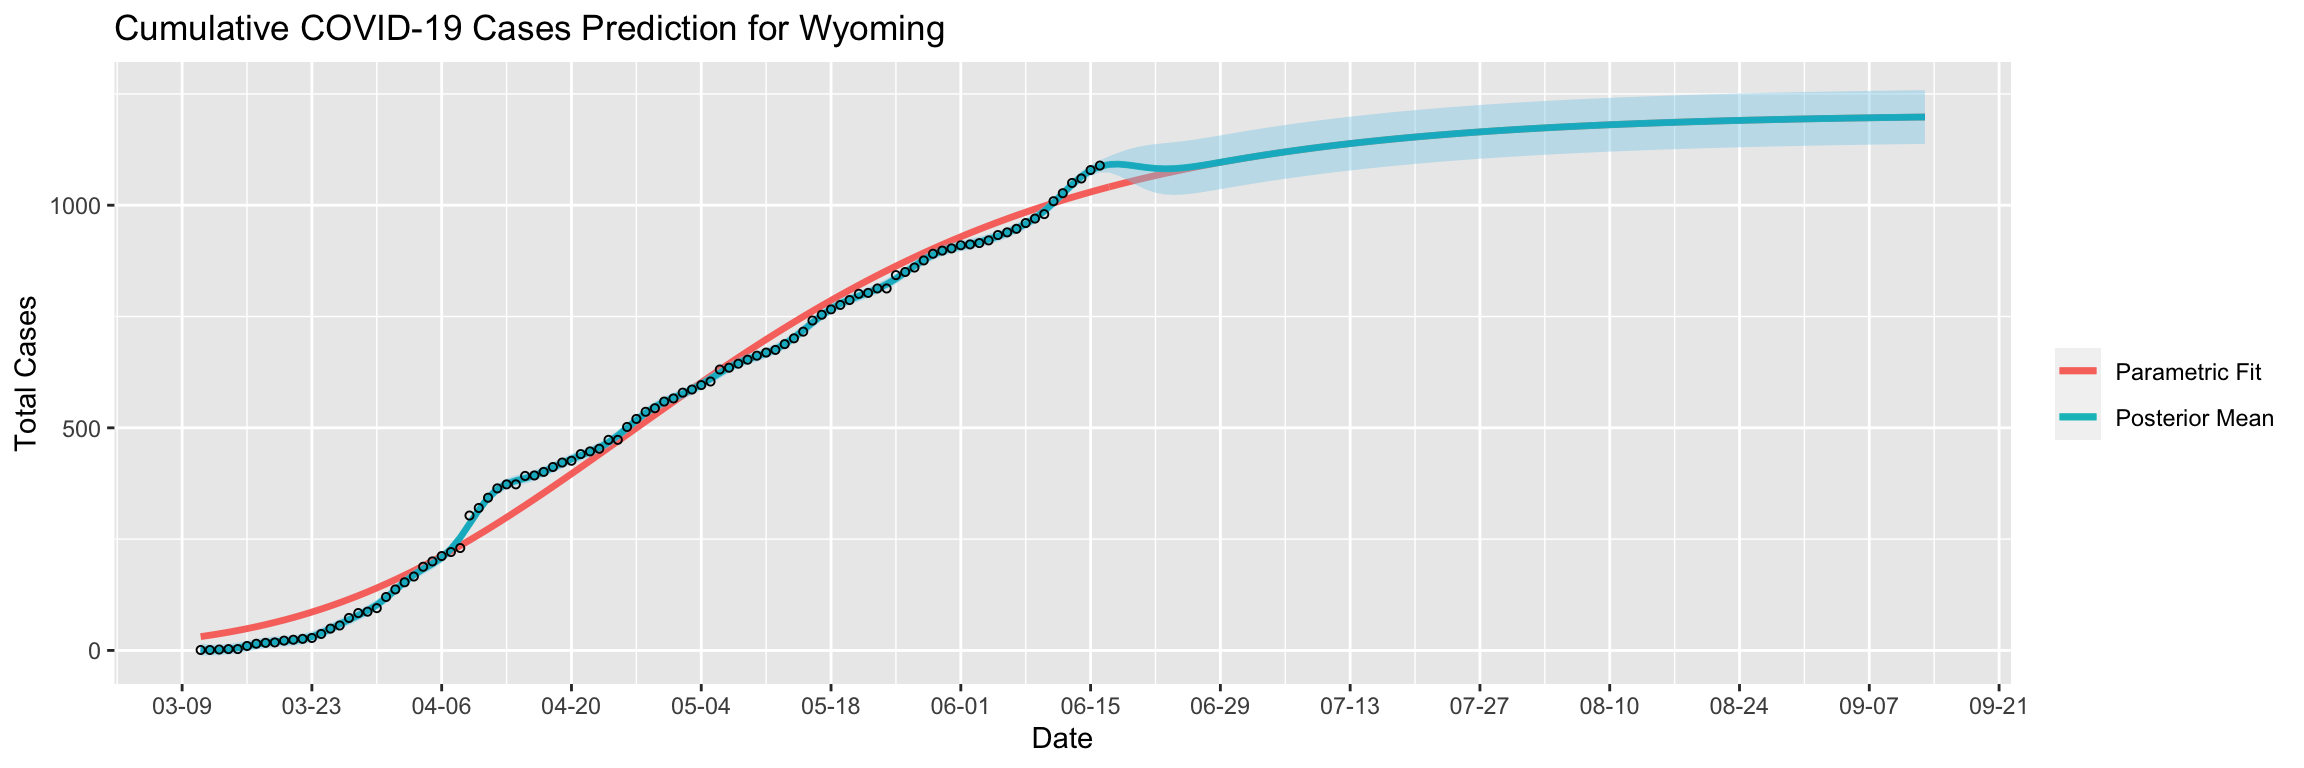 Cumulative COVID-19 Cases Prediction for Wyoming
Total Cases
1000
500
0
03-09 03-23 04-06 04-20 05-04 05-18 06-01 06-15 06-29 07-13 07-27 08-10 08-24 09-07 09-21
Date
Parametric Fit
Posterior Mean